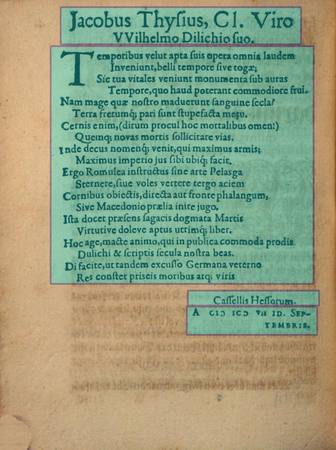 Jacobus Thysius, Cl. Viro
VVilhelmo Dilichio suo.
Temporibus velut apta suis opera omnia laudem
Inveniunt, belli tempore sive togæ;
Sic tua vitales veniunt monumenta sub auras
Tempore, quo haud poterant commodiore frui.
Nam mage quæ nostro maduerunt sanguine secla?
Terra fretumq; pari sunt stupefacta metu.
Cernis enim, (dirum procul hoc mortalibus omen!)
Quemq; novas mortis sollicitare vias.
Inde decus nomenq; venit, qui maximus armis;
Maximum imperio jus sibi ubiq; facit.
Ergo Romulea instructus sine arte Pelasga
Sternere, siue voles vertere tergo aciem
Cornibus obiectis, directa aut fronte phalangum,
Sive Macedonio prælia inire jugo.
Ista docet præsens sagacis dogmata Martis
Virtutive doleve aptus utrimq; liber.
Hoc age, macte animo, qui in publica commoda prodis
Dulichi & scriptis secula nostra beas.
Di facite, ut tandem excusso Germana veterno
Res constet priscis moribus atq; viris
Cassellis Hessorum.
A CIƆ IƆC VII ID. SEP-
TEMBRIS.